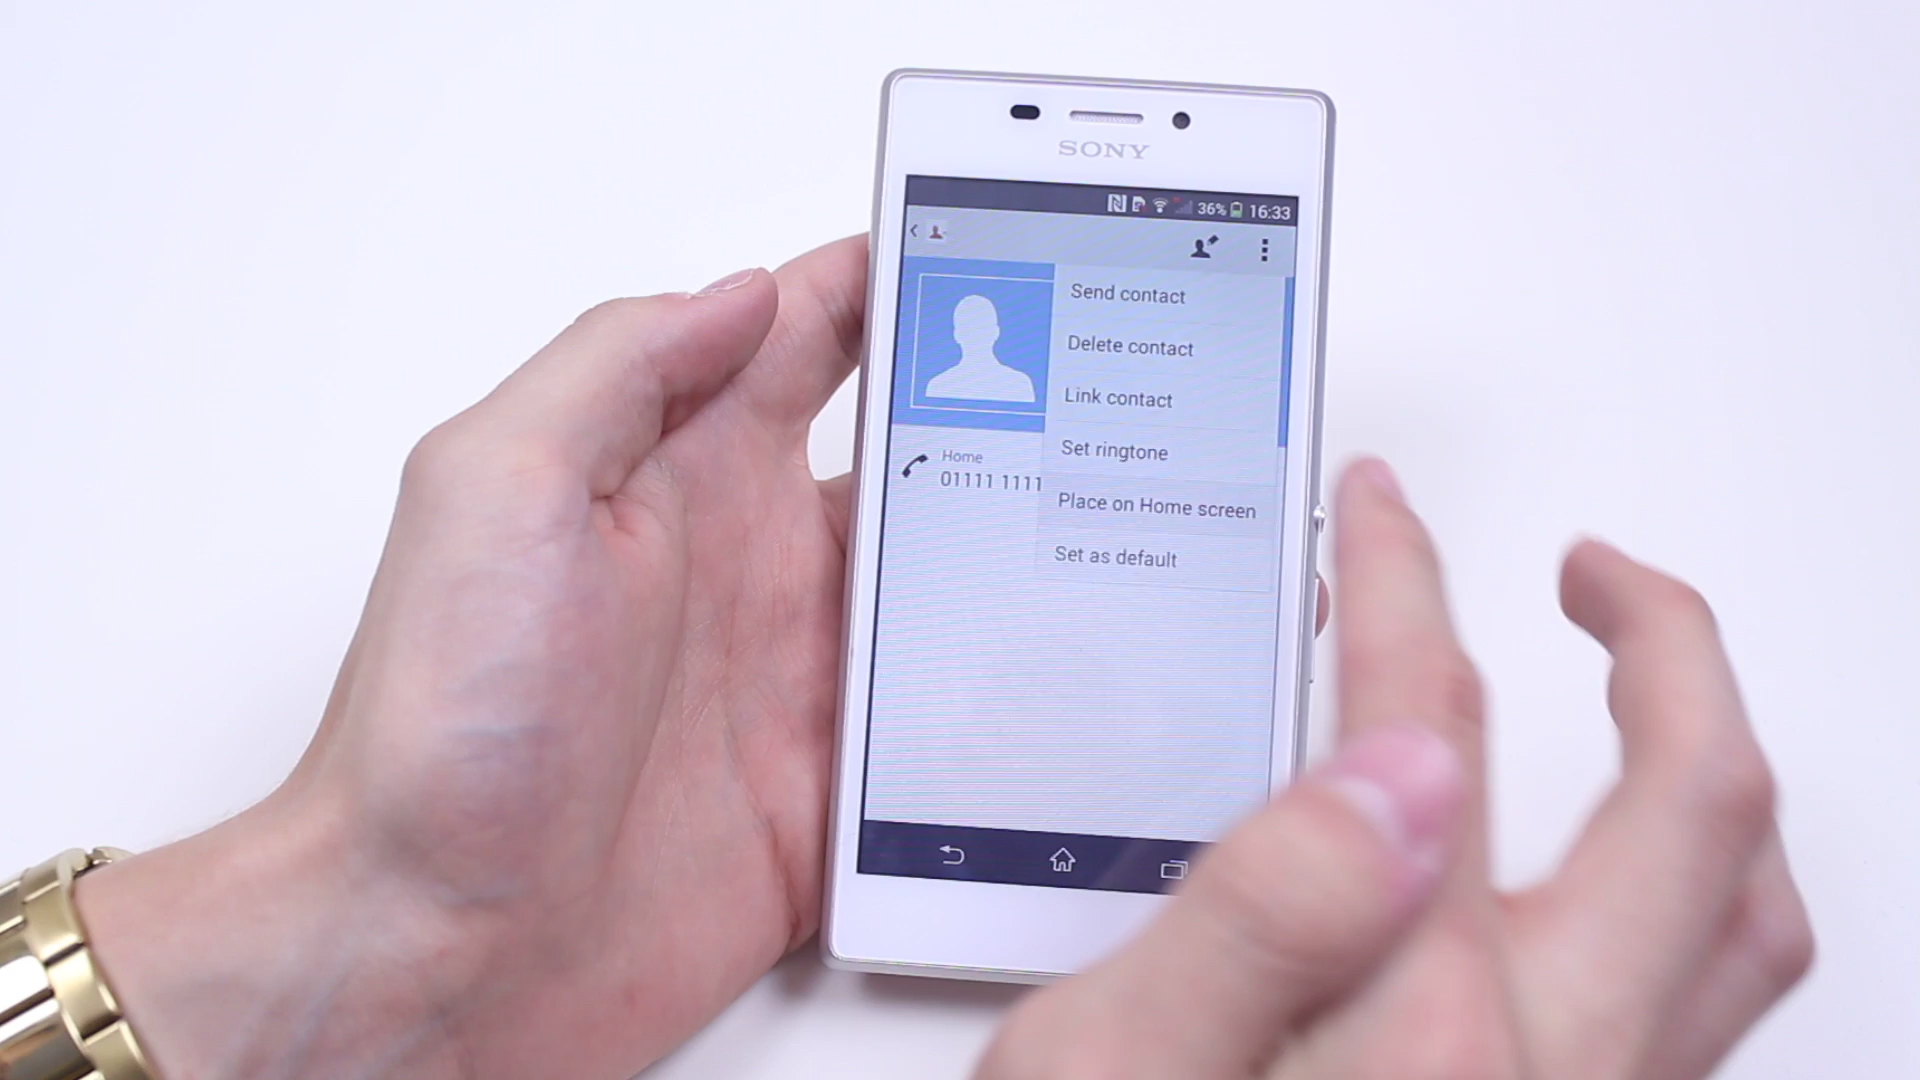 SONY
36% 16:33
Send contact
Delete contact
Link contact
Set ringtone
Place on Home screen
Set as default
Home
01111 1111